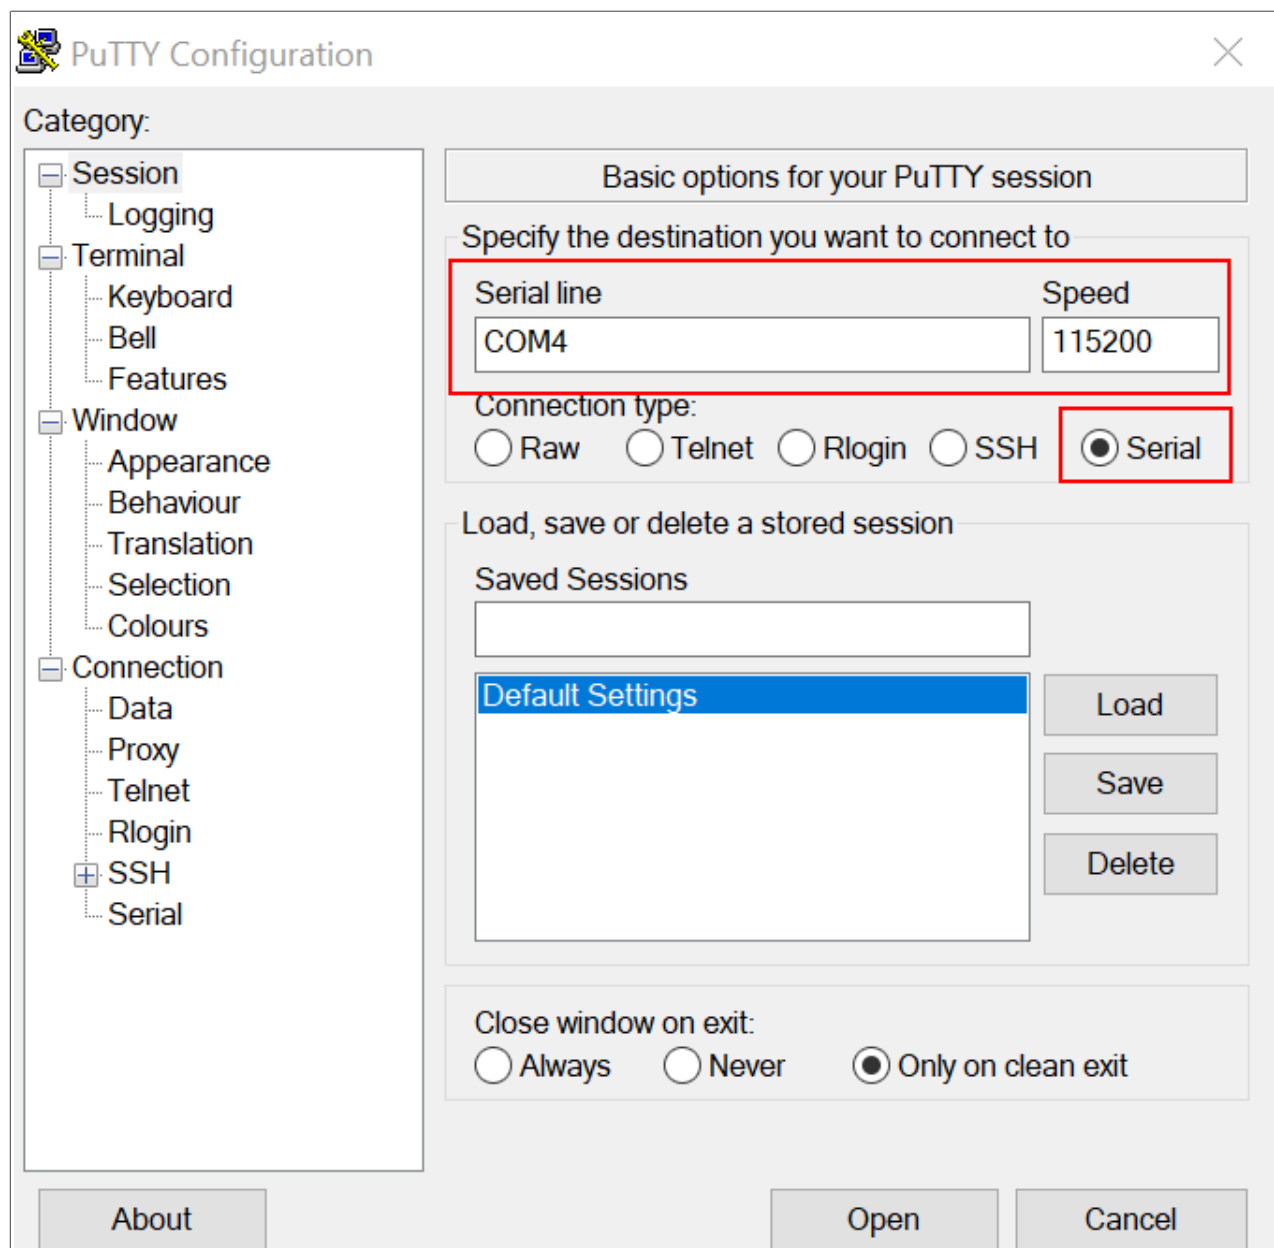 PuTTY Configuration
Category:
Session
Logging
Terminal
Keyboard
Bell
Features
Window
Appearance
Behaviour
Translation
Selection
Colours
Connection
Data
Proxy
Telnet
Rlogin
SSH
Serial
Basic options for your PuTTY session
Specify the destination you want to connect to
Serial line Speed
COM4 115200
Connection type:
Raw Telnet Rlogin SSH Serial
Load, save or delete a stored session
Saved Sessions
Default Settings
Load
Save
Delete
Close window on exit:
Always Never Only on clean exit
About Open Cancel